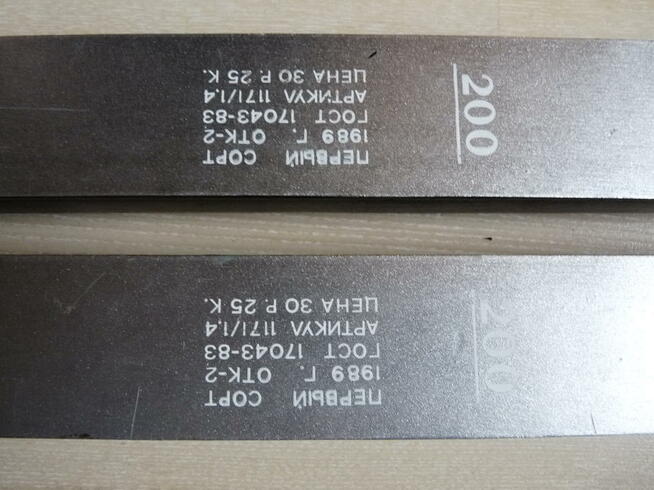 200
ПЕРВЫЙ СОРТ
1989 Г. ОТК-2
ГОСТ 17043-83
АРТИКУЛ 1171/1.4
ЦЕНА 30 Р. 25 К.
200
ПЕРВЫЙ СОРТ
1989 Г. ОТК-2
ГОСТ 17043-83
АРТИКУЛ 1171/1.4
ЦЕНА 30 Р. 25 К.